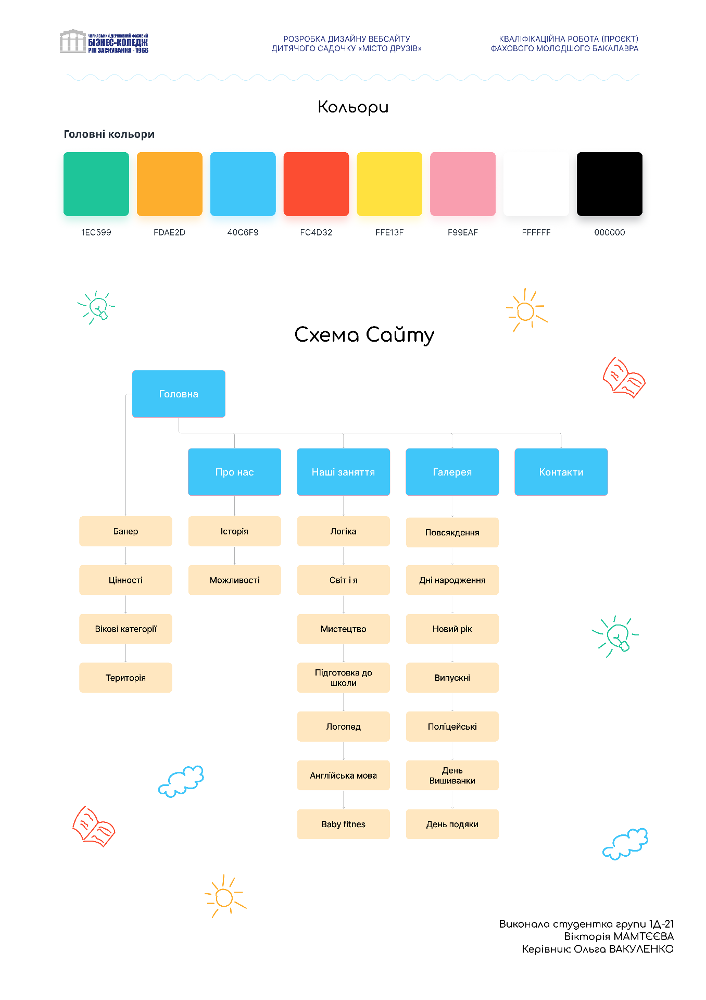 ЧЕРКАСЬКИЙ ДЕРЖАВНИЙ ФАХОВИЙ
БІЗНЕС-КОЛЕДЖ
РІК ЗАСНУВАННЯ - 1966
РОЗРОБКА ДИЗАЙНУ ВЕБСАЙТУ
ДИТЯЧОГО САДОЧКУ «МІСТО ДРУЗІВ»
КВАЛІФІКАЦІЙНА РОБОТА (ПРОЄКТ)
ФАХОВОГО МОЛОДШОГО БАКАЛАВРА
Кольори
Головні кольори
1EC599
FDAE2D
40C6F9
FC4D32
FFE13F
F99EAF
FFFFFF
000000
Схема Сайту
Головна
Про нас
Наші заняття
Галерея
Контакти
Банер
Історія
Логіка
Повсякдення
Цінності
Можливості
Світ і я
Дні народження
Вікові категорії
Мистецтво
Новий рік
Територія
Підготовка до
школи
Випускні
Логопед
Поліцейські
Англійська мова
День
Вишиванки
Baby fitnes
День подяки
Виконала студентка групи 1Д-21
Вікторія МАМТЄЄВА
Керівник: Ольга ВАКУЛЕНКО